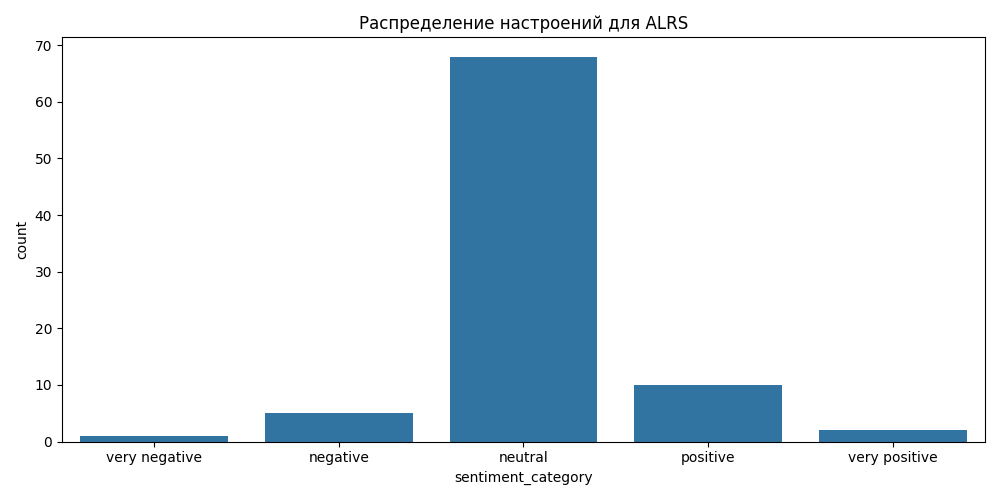 Распределение настроений для ALRS
70
60
50
40
30
20
10
0
count
very negative
negative
neutral
positive
very positive
sentiment_category